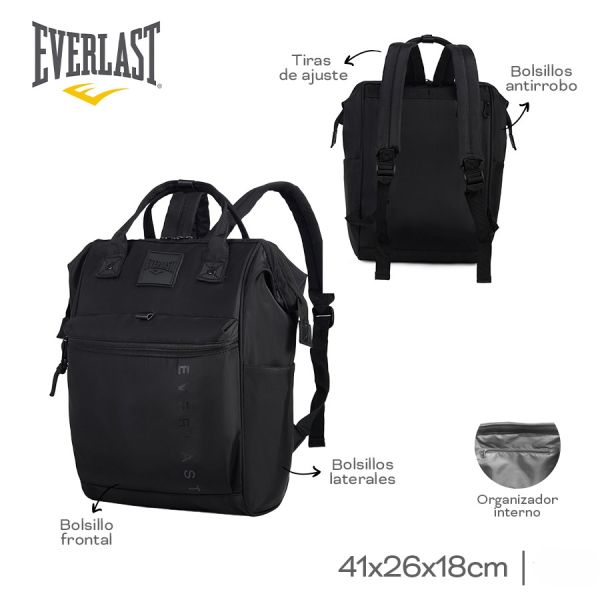 EVERLAST
Tiras
de ajuste
Bolsillos
antirrobo
EVERLAST
EVERLAST
Bolsillos
laterales
Bolsillo
frontal
Organizador
interno
41x26x18cm |